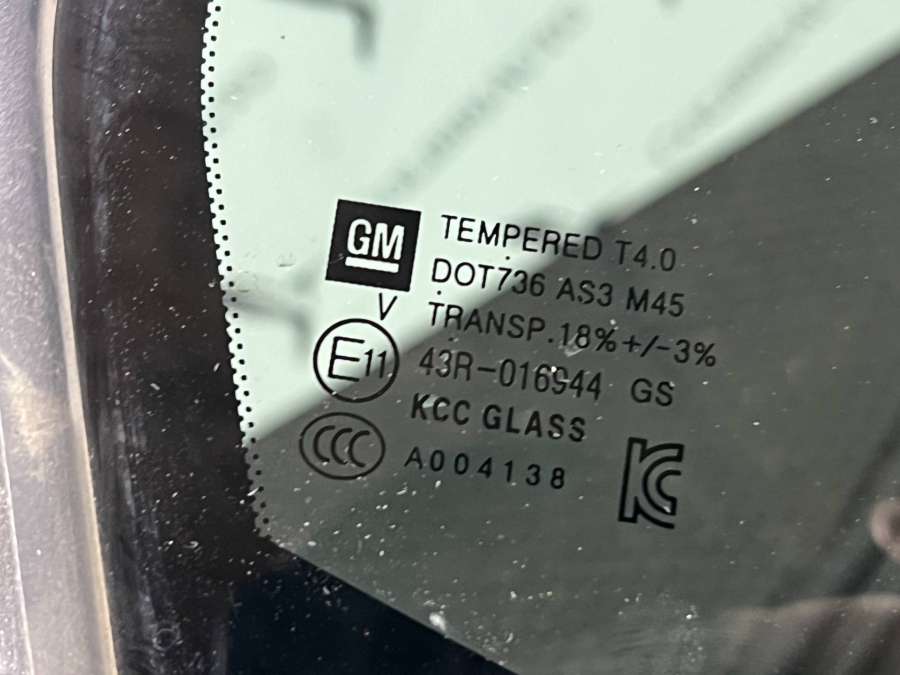 GM TEMPERED T4.0
DOT736 AS3 M45
V TRANSP.18%+/-3%
E11 43R-016944 GS
KCC GLASS
CCC A004138
KC